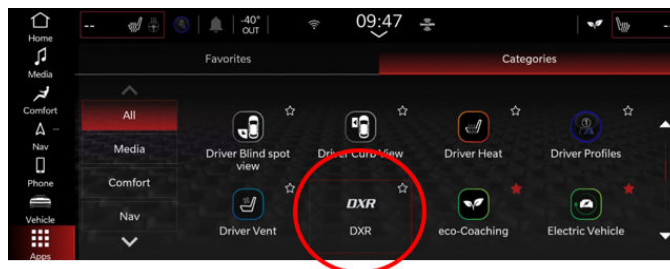 Home
Media
Comfort
Nav --
Phone
Vehicle
Apps
--
-40°
OUT
09:47
--
Favorites
Categories
All
Media
Comfort
Nav
Driver Blind spot
view
Driver Curb View
Driver Heat
Driver Profiles
Driver Vent
DXR
DXR
eco-Coaching
Electric Vehicle